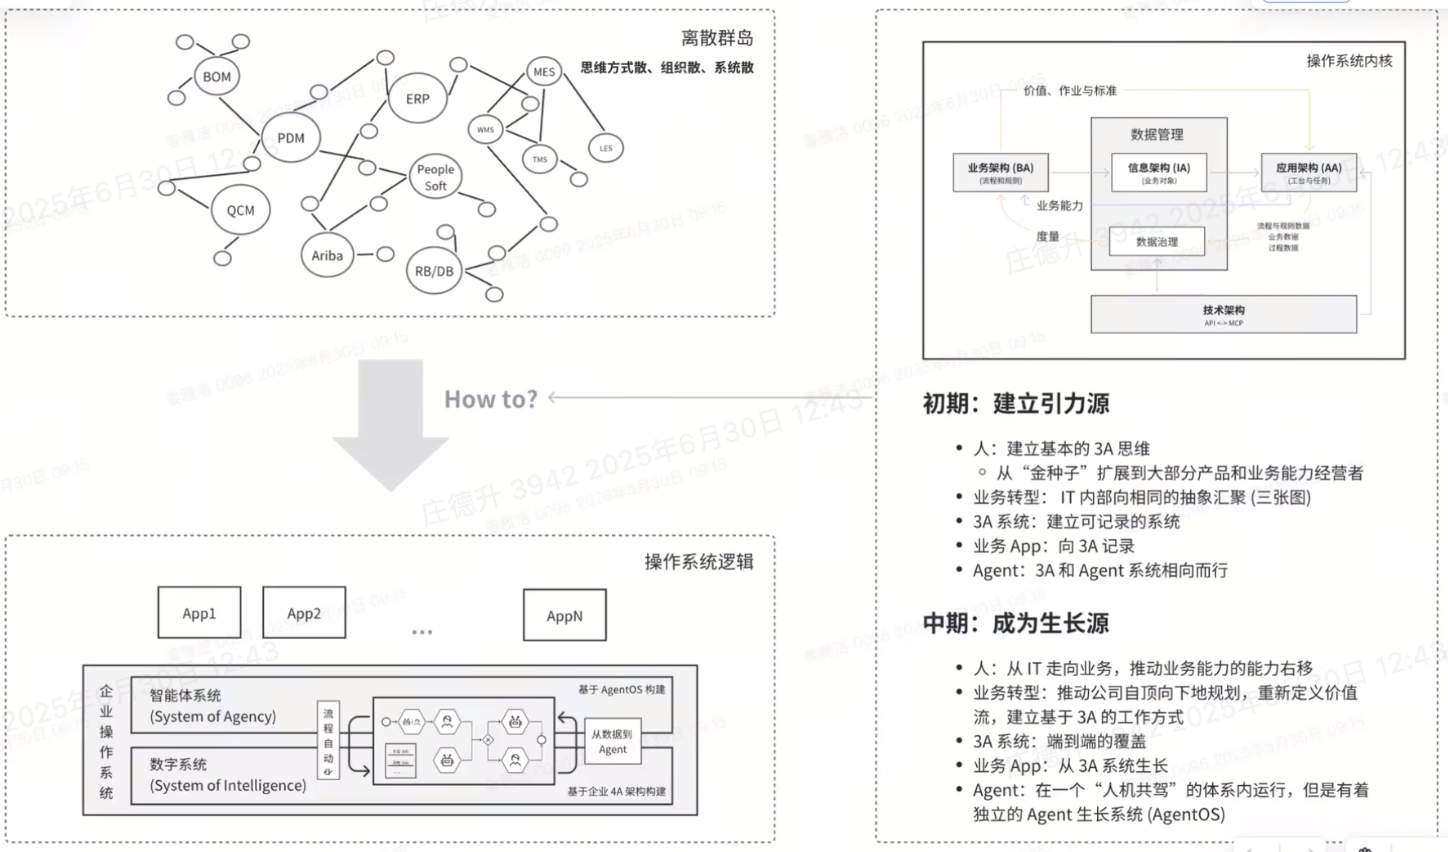 离散群岛
思维方式散、组织散、系统散
BOM
PDM
QCM
ERP
People
Soft
Ariba
RB/DB
MES
WMS
TMS
LES
How to?
操作系统逻辑
App1
App2
...
AppN
企业操作系统
智能体系统
(System of Agency)
基于 AgentOS 构建
流程自动化
从数据到
Agent
数字系统
(System of Intelligence)
基于企业 4A 架构构建
操作系统内核
价值、作业与标准
数据管理
业务架构 (BA)
(流程和规则)
信息架构 (IA)
(业务对象)
应用架构 (AA)
(工台与任务)
业务能力
度量
数据治理
流程与规则数据
业务数据
过程数据
技术架构
API <-> MCP
初期：建立引力源
• 人：建立基本的 3A 思维
◦ 从“金种子”扩展到大部分产品和业务能力经营者
• 业务转型： IT 内部向相同的抽象汇聚 (三张图)
• 3A 系统：建立可记录的系统
• 业务 App：向 3A 记录
• Agent：3A 和 Agent 系统相向而行
中期：成为生长源
• 人：从 IT 走向业务，推动业务能力的能力右移
• 业务转型：推动公司自顶向下地规划，重新定义价值
流，建立基于 3A 的工作方式
• 3A 系统：端到端的覆盖
• 业务 App：从 3A 系统生长
• Agent：在一个“人机共驾”的体系内运行，但是有着
独立的 Agent 生长系统 (AgentOS)
庄德升 3942 2025年6月30日 12:43